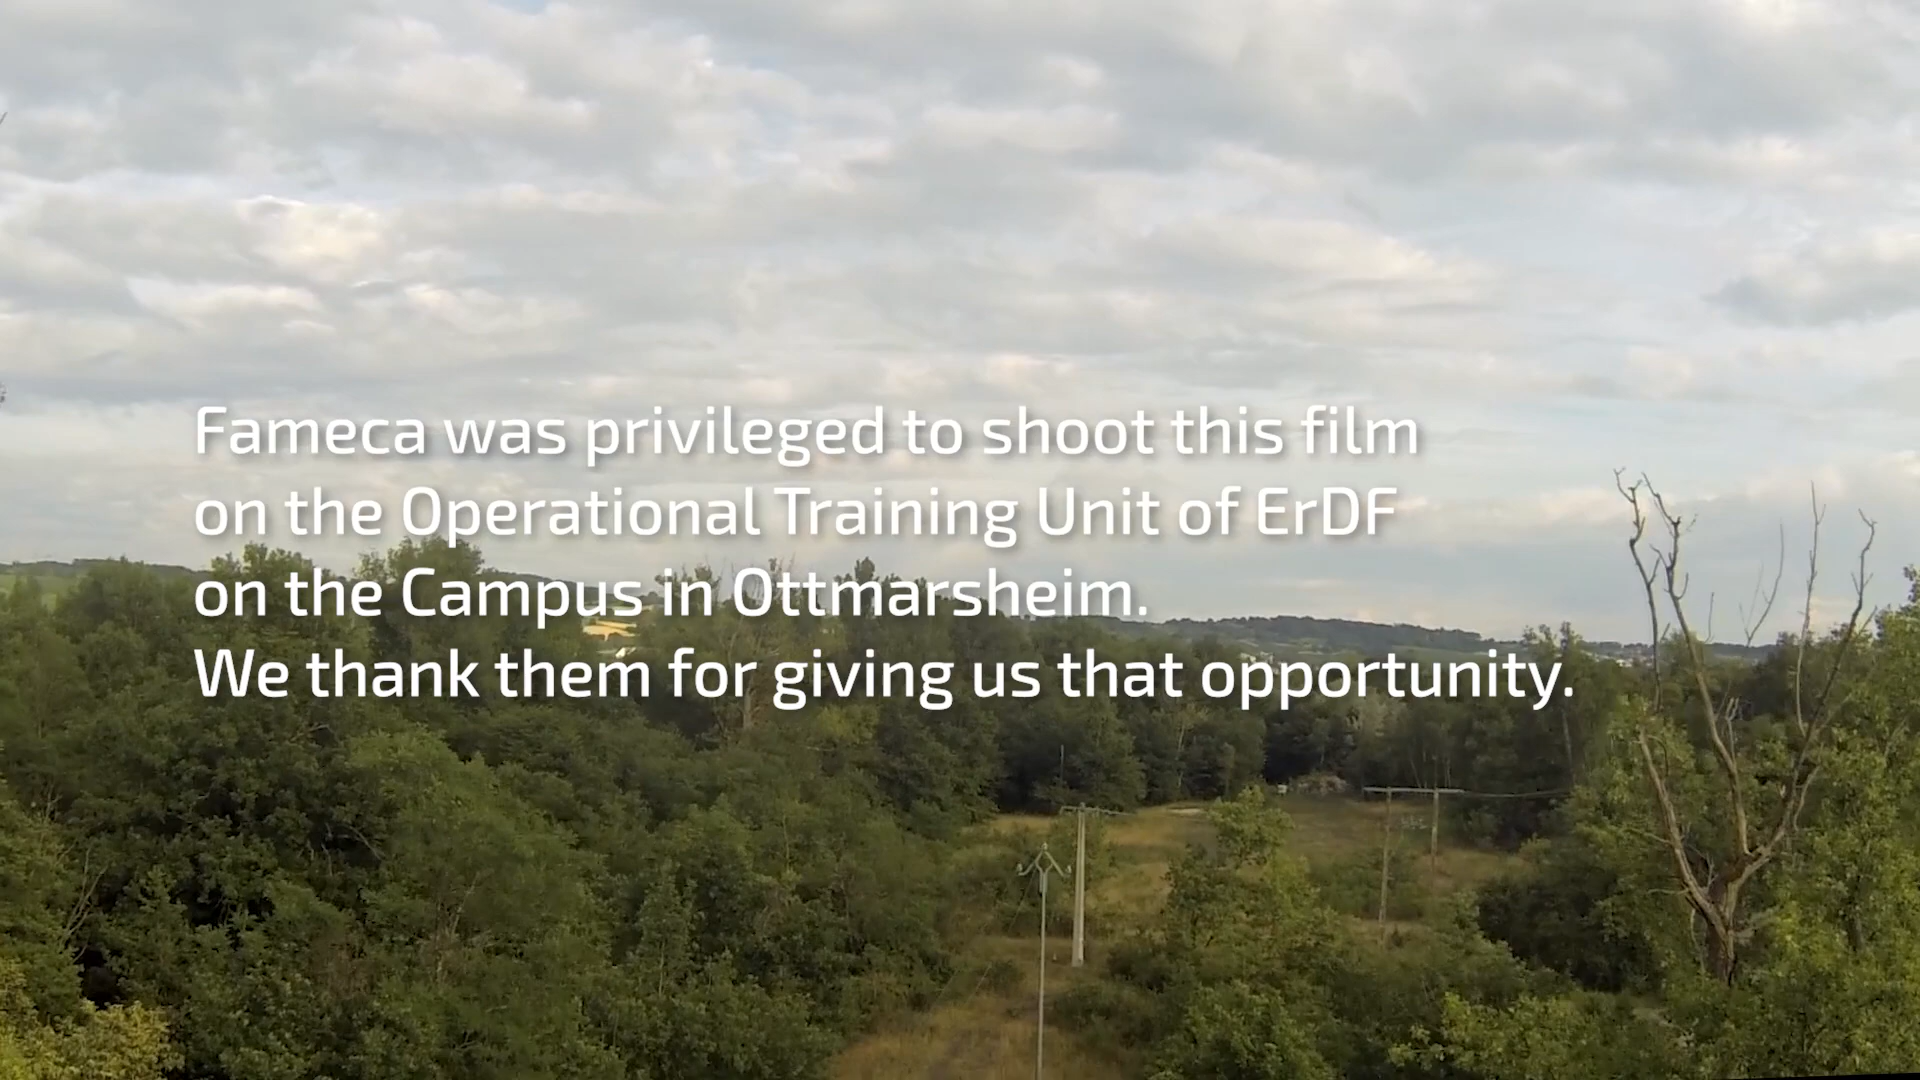 Fameca was privileged to shoot this film
on the Operational Training Unit of ErDF
on the Campus in Ottmarsheim.
We thank them for giving us that opportunity.